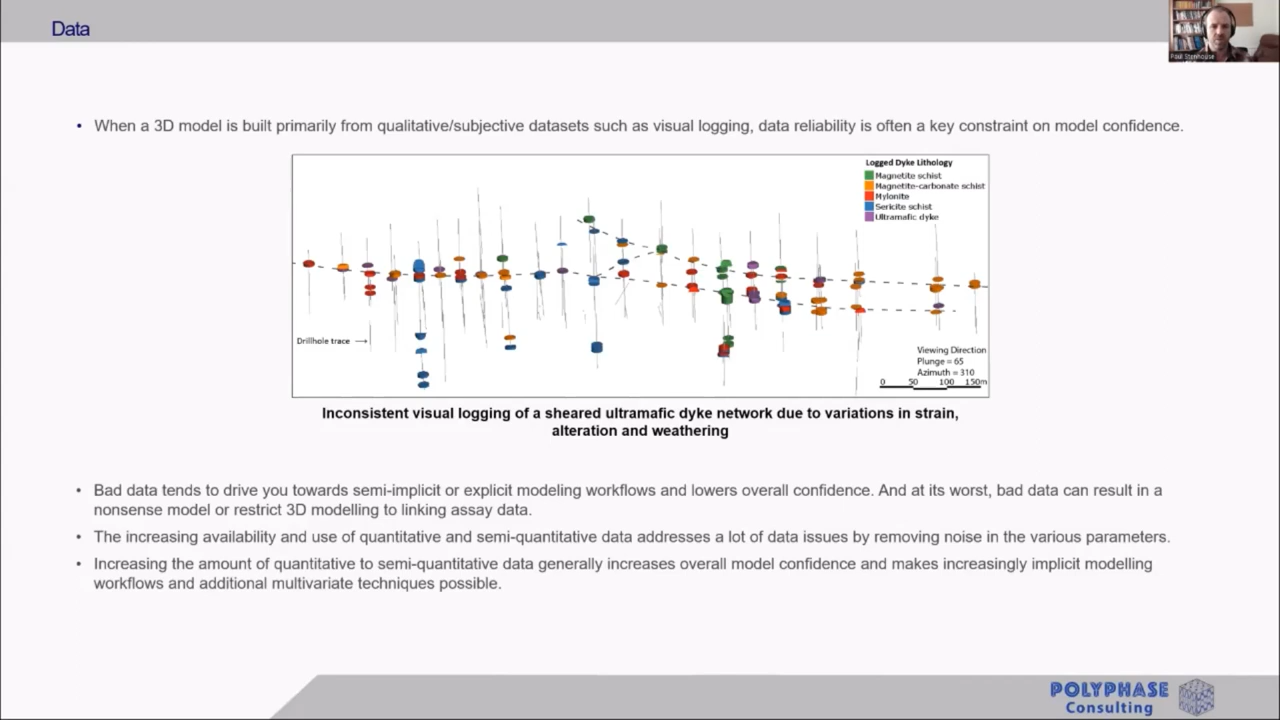 Data
Paul Stenhouse
• When a 3D model is built primarily from qualitative/subjective datasets such as visual logging, data reliability is often a key constraint on model confidence.
Logged Dyke Lithology
Magnetite schist
Magnetite-carbonate schist
Mylonite
Sericite schist
Ultramafic dyke
Drillhole trace
Viewing Direction
Plunge = 65
Azimuth = 310
0 50 100 150m
Inconsistent visual logging of a sheared ultramafic dyke network due to variations in strain,
alteration and weathering
• Bad data tends to drive you towards semi-implicit or explicit modeling workflows and lowers overall confidence. And at its worst, bad data can result in a
nonsense model or restrict 3D modelling to linking assay data.
• The increasing availability and use of quantitative and semi-quantitative data addresses a lot of data issues by removing noise in the various parameters.
• Increasing the amount of quantitative to semi-quantitative data generally increases overall model confidence and makes increasingly implicit modelling
workflows and additional multivariate techniques possible.
POLYPHASE
Consulting